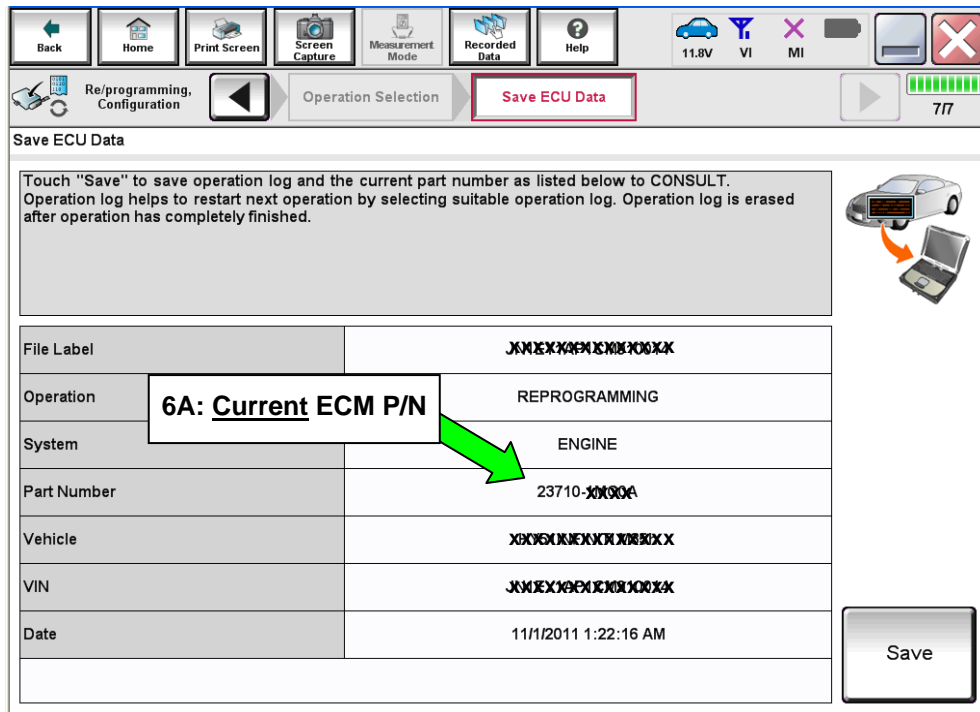 Back
Home
Print Screen
Screen Capture
Measurement Mode
Recorded Data
Help
11.8V
VI
MI
Re/programming, Configuration
Operation Selection
Save ECU Data
7/7
Save ECU Data
Touch "Save" to save operation log and the current part number as listed below to CONSULT.
Operation log helps to restart next operation by selecting suitable operation log. Operation log is erased
after operation has completely finished.
File Label
Operation
REPROGRAMMING
6A: Current ECM P/N
System
ENGINE
Part Number
23710-
Vehicle
VIN
Date
11/1/2011 1:22:16 AM
Save